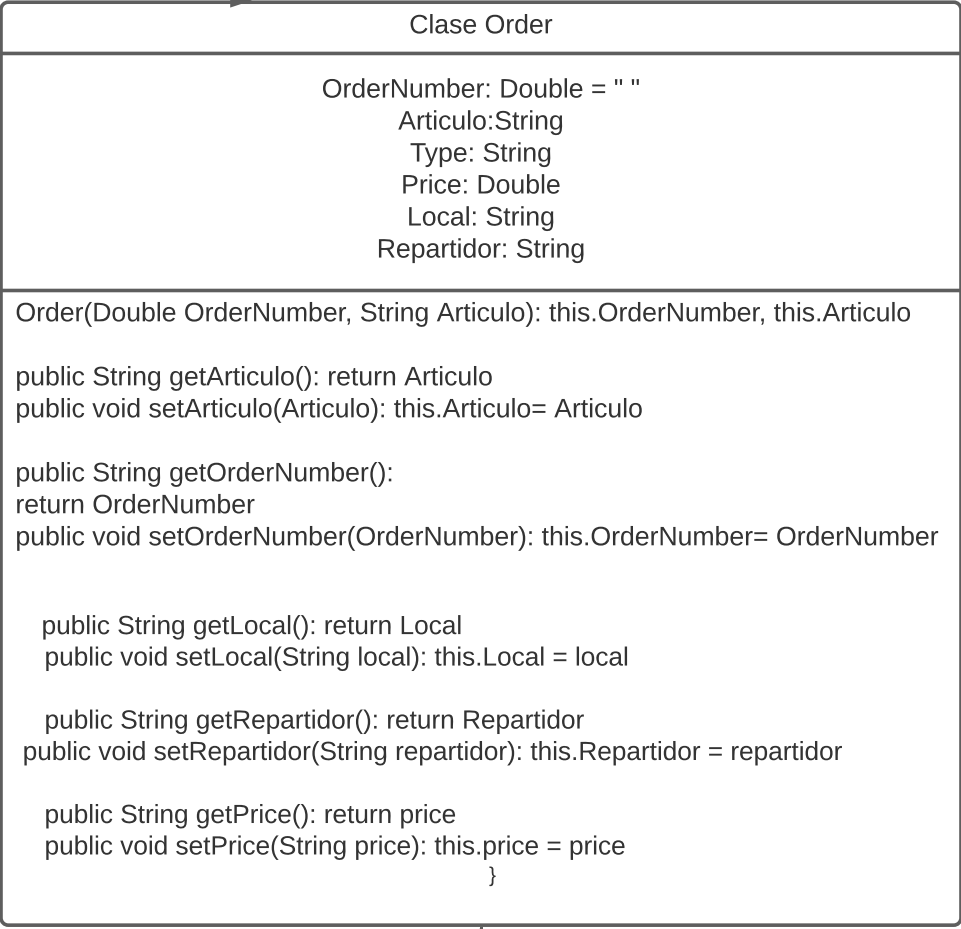 Clase Order
OrderNumber: Double = " "
Articulo:String
Type: String
Price: Double
Local: String
Repartidor: String
Order(Double OrderNumber, String Articulo): this.OrderNumber, this.Articulo
public String getArticulo(): return Articulo
public void setArticulo(Articulo): this.Articulo= Articulo
public String getOrderNumber():
return OrderNumber
public void setOrderNumber(OrderNumber): this.OrderNumber= OrderNumber
public String getLocal(): return Local
public void setLocal(String local): this.Local = local
public String getRepartidor(): return Repartidor
public void setRepartidor(String repartidor): this.Repartidor = repartidor
public String getPrice(): return price
public void setPrice(String price): this.price = price
}